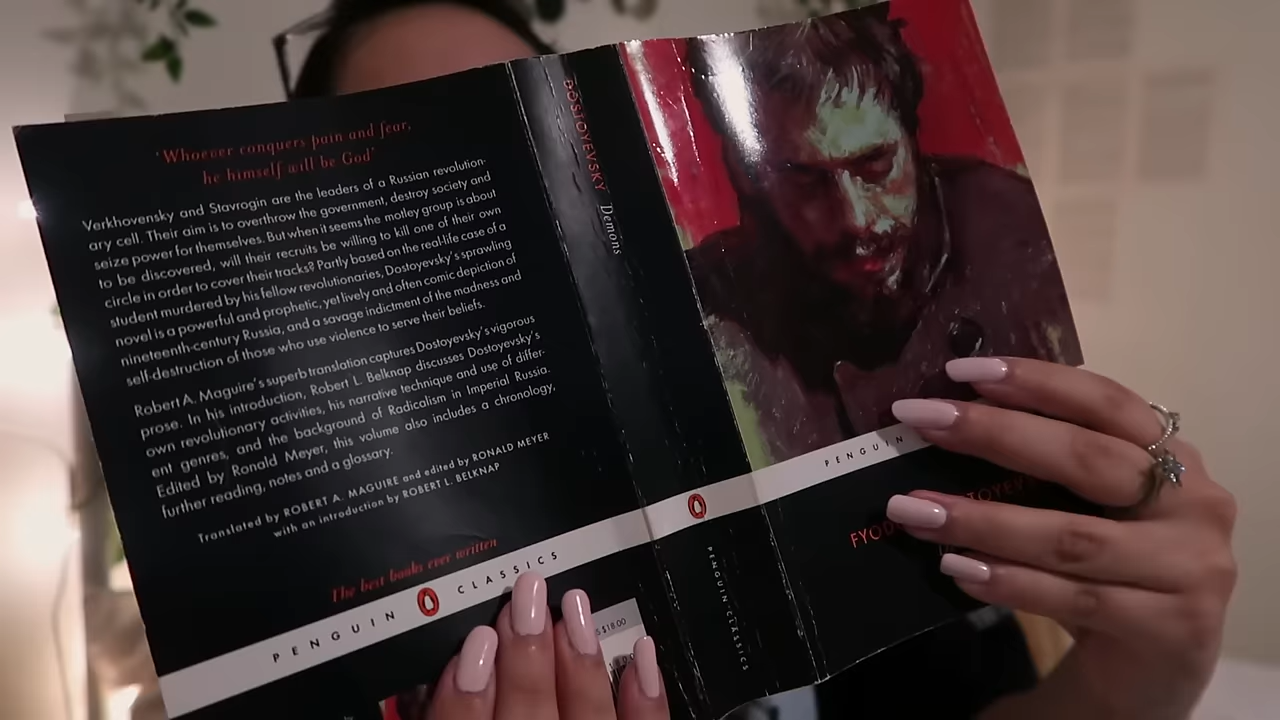 'Whoever conquers pain and fear,
he himself will be God'
Verkhovensky and Stavrogin are the leaders of a Russian revolution-
ary cell. Their aim is to overthrow the government, destroy society and
seize power for themselves. But when it seems the motley group is about
to be discovered, will their recruits be willing to kill one of their own
circle in order to cover their tracks? Partly based on the real-life case of a
student murdered by his fellow revolutionaries, Dostoyevsky's sprawling
novel is a powerful and prophetic, yet lively and often comic depiction of
nineteenth-century Russia, and a savage indictment of the madness and
self-destruction of those who use violence to serve their beliefs.
Robert A. Maguire's superb translation captures Dostoyevsky's vigorous
prose. In his introduction, Robert L. Belknap discusses Dostoyevsky's
own revolutionary activities, his narrative technique and use of differ-
ent genres, and the background of Radicalism in Imperial Russia.
Edited by Ronald Meyer, this volume also includes a chronology,
further reading, notes and a glossary.
Translated by ROBERT A. MAGUIRE and edited by RONALD MEYER
with an introduction by ROBERT L. BELKNAP
The best books ever written
PENGUIN CLASSICS
S $18.00
DOSTOYEVSKY Demons
PENGUIN CLASSICS
PENGUIN
FYOD